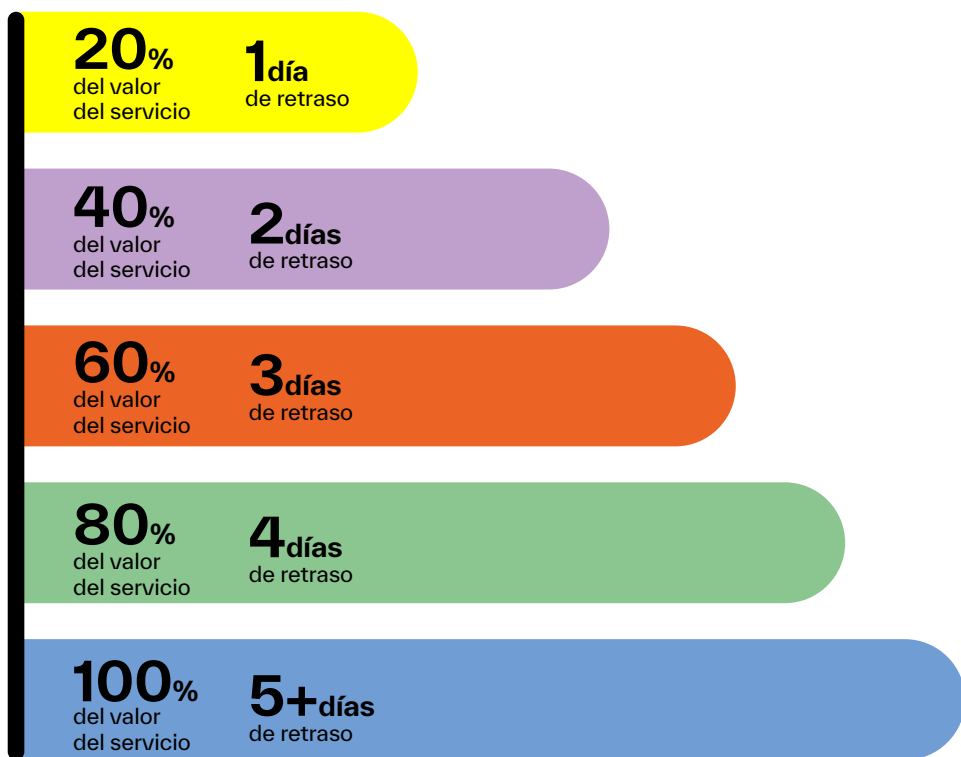 20%
del valor
del servicio
1día
de retraso
40%
del valor
del servicio
2días
de retraso
60%
del valor
del servicio
3días
de retraso
80%
del valor
del servicio
4días
de retraso
100%
del valor
del servicio
5+días
de retraso